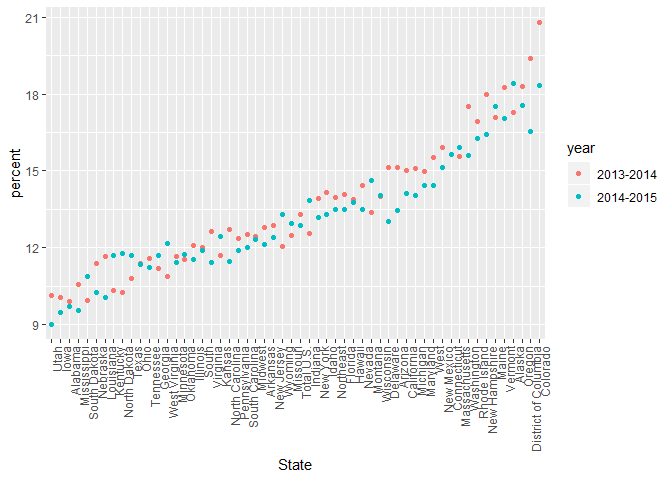 18
15
12
9
percent
Utah
Iowa
Alabama
Mississippi
South Dakota
Nebraska
Louisiana
Kentucky
North Dakota
Texas
Ohio
Tennessee
Georgia
West Virginia
Minnesota
Oklahoma
Illinois
South
Virginia
Kansas
North Carolina
Pennsylvania
South Carolina
Midwest
Arkansas
New Jersey
Wyoming
Missouri
Total U.S.
Indiana
New York
Idaho
Northeast
Florida
Hawaii
Nevada
Montana
Wisconsin
Delaware
Arizona
California
Michigan
Maryland
West
New Mexico
Connecticut
Massachusetts
Washington
Rhode Island
New Hampshire
Maine
Vermont
Alaska
Oregon
District of Columbia
Colorado
State
year
2013-2014
2014-2015